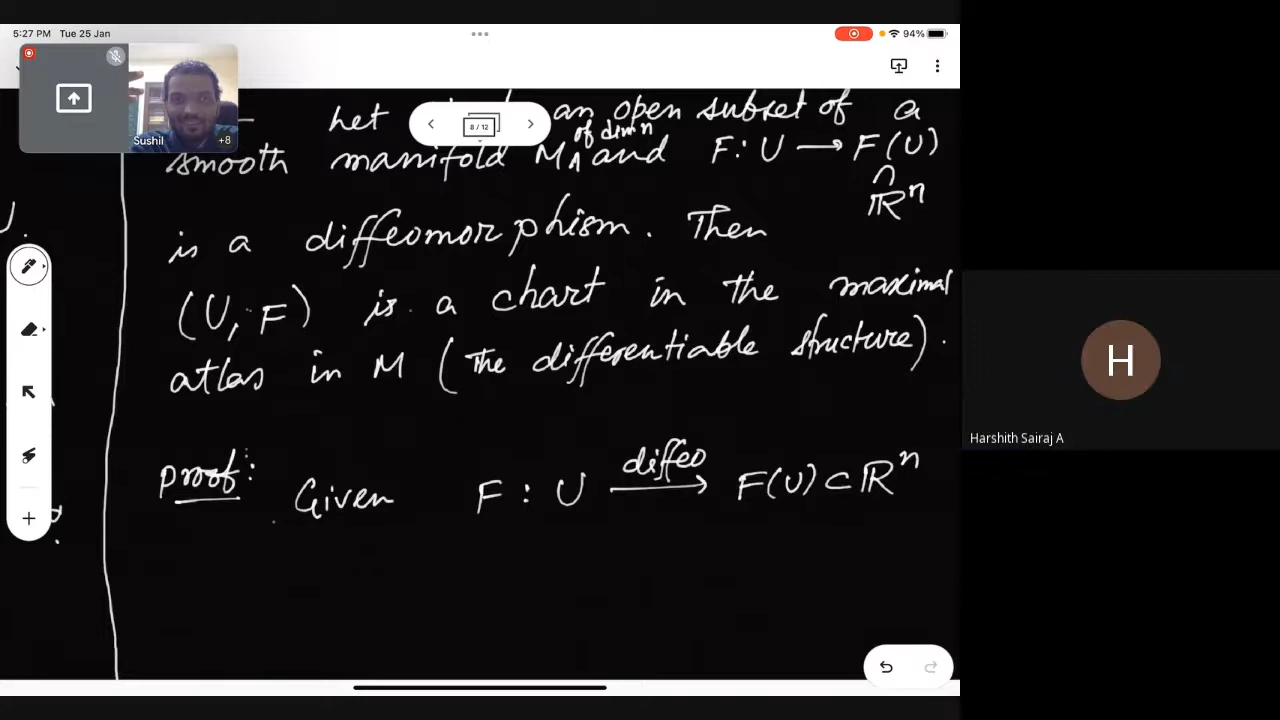 5:27 PM Tue 25 Jan
94%
Sushil
+8
8 / 12
Let an open subset of a
smooth manifold M of dim n and F : U → F(U)
∩
ℝⁿ
is a diffeomorphism. Then
(U, F) is a chart in the maximal
atlas in M (The differentiable structure).
proof: Given F : U diffeo → F(U) ⊂ ℝⁿ
H
Harshith Sairaj A